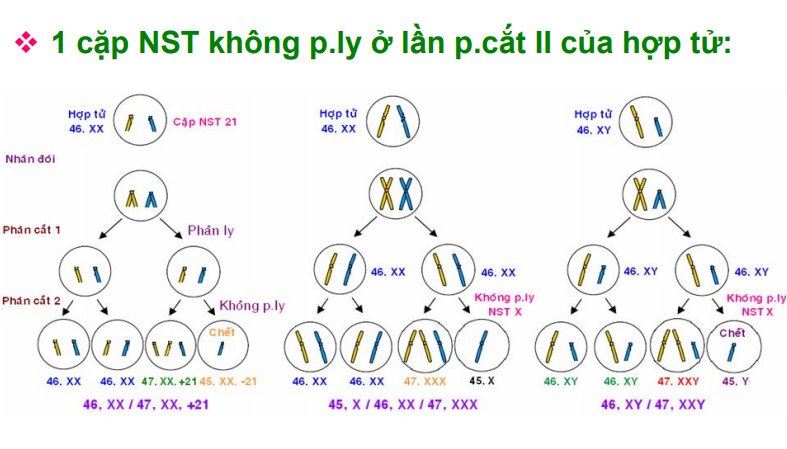 ❖ 1 cặp NST không p.ly ở lần p.cắt II của hợp tử:
Hợp tử
46. XX
Cặp NST 21
Hợp tử
46. XX
Hợp tử
46. XY
Nhân đôi
Phân cắt 1
Phân ly
46. XX
46. XX
46. XY
46. XY
Phân cắt 2
Không p.ly
Không p.ly
NST X
Không p.ly
NST X
Chết
Chết
46. XX
46. XX
47. XX. +21
45. XX. -21
46. XX
46. XX
47. XXX
45. X
46. XY
46. XY
47. XXY
45. Y
46, XX / 47, XX, +21
45, X / 46, XX / 47, XXX
46, XY / 47, XXY